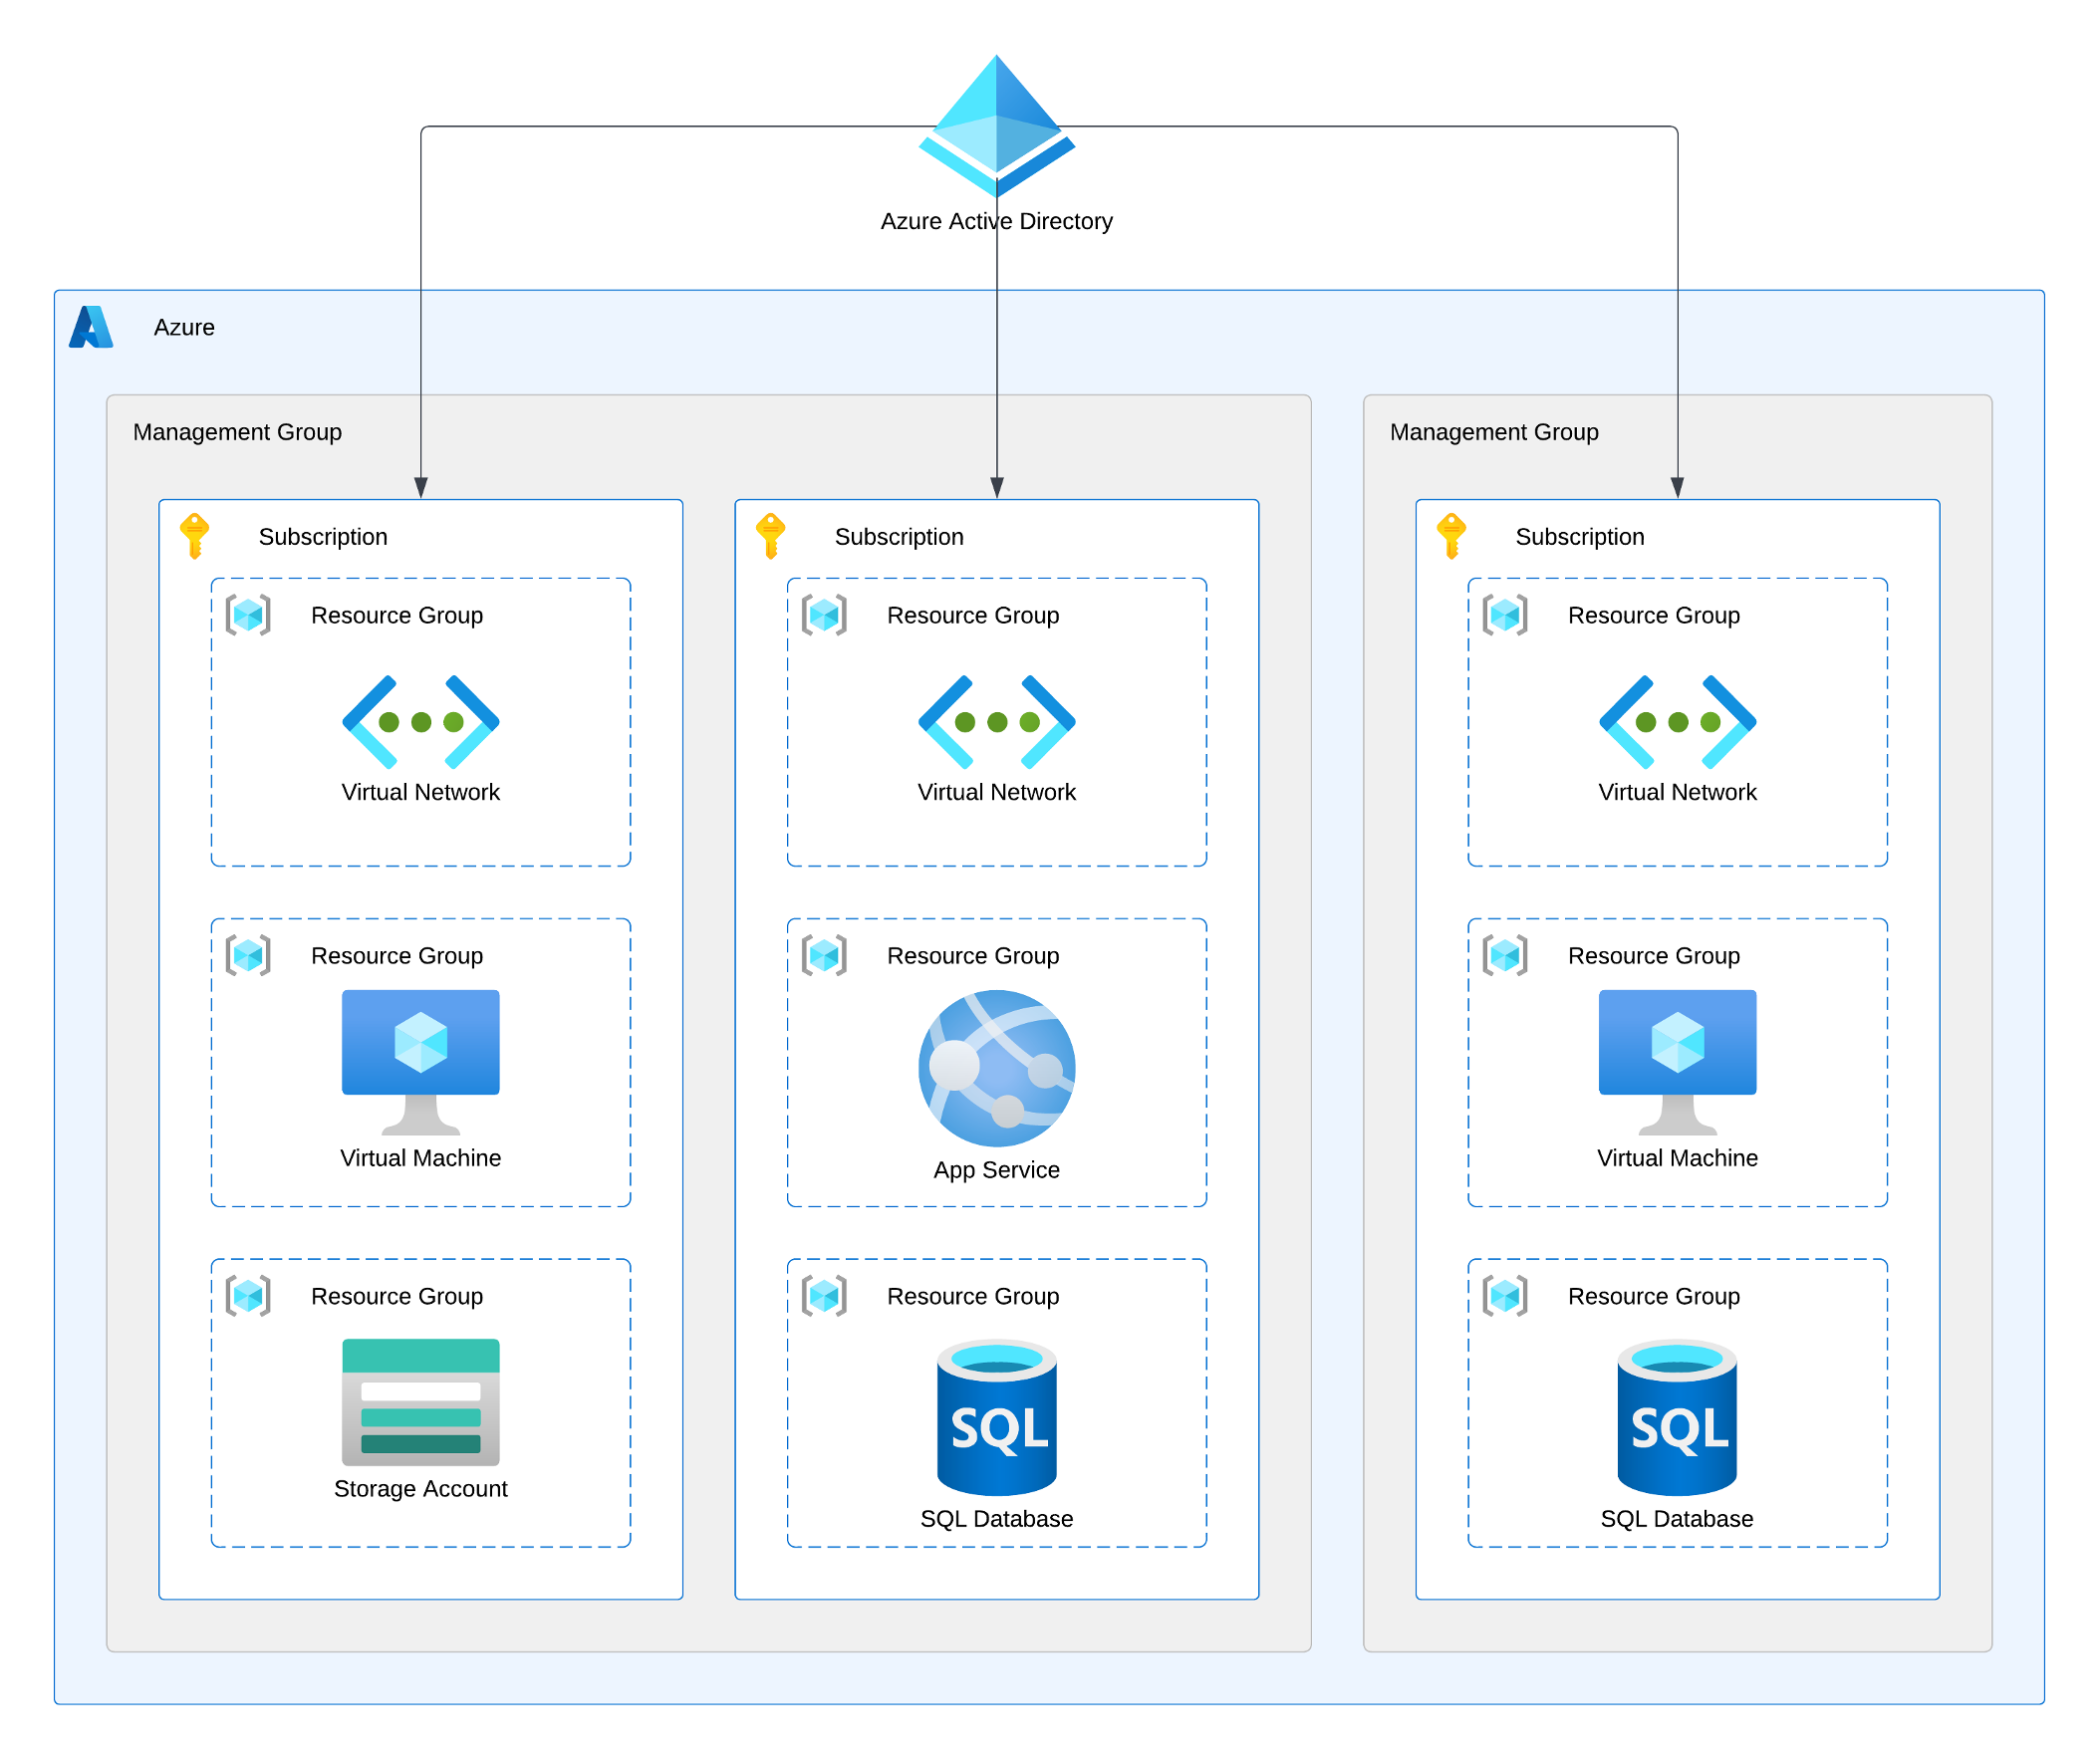 Azure Active Directory
Azure
Management Group
Management Group
Subscription
Subscription
Subscription
Resource Group
Resource Group
Resource Group
Virtual Network
Virtual Network
Virtual Network
Resource Group
Resource Group
Resource Group
Virtual Machine
App Service
Virtual Machine
Resource Group
Resource Group
Resource Group
SQL
SQL
Storage Account
SQL Database
SQL Database